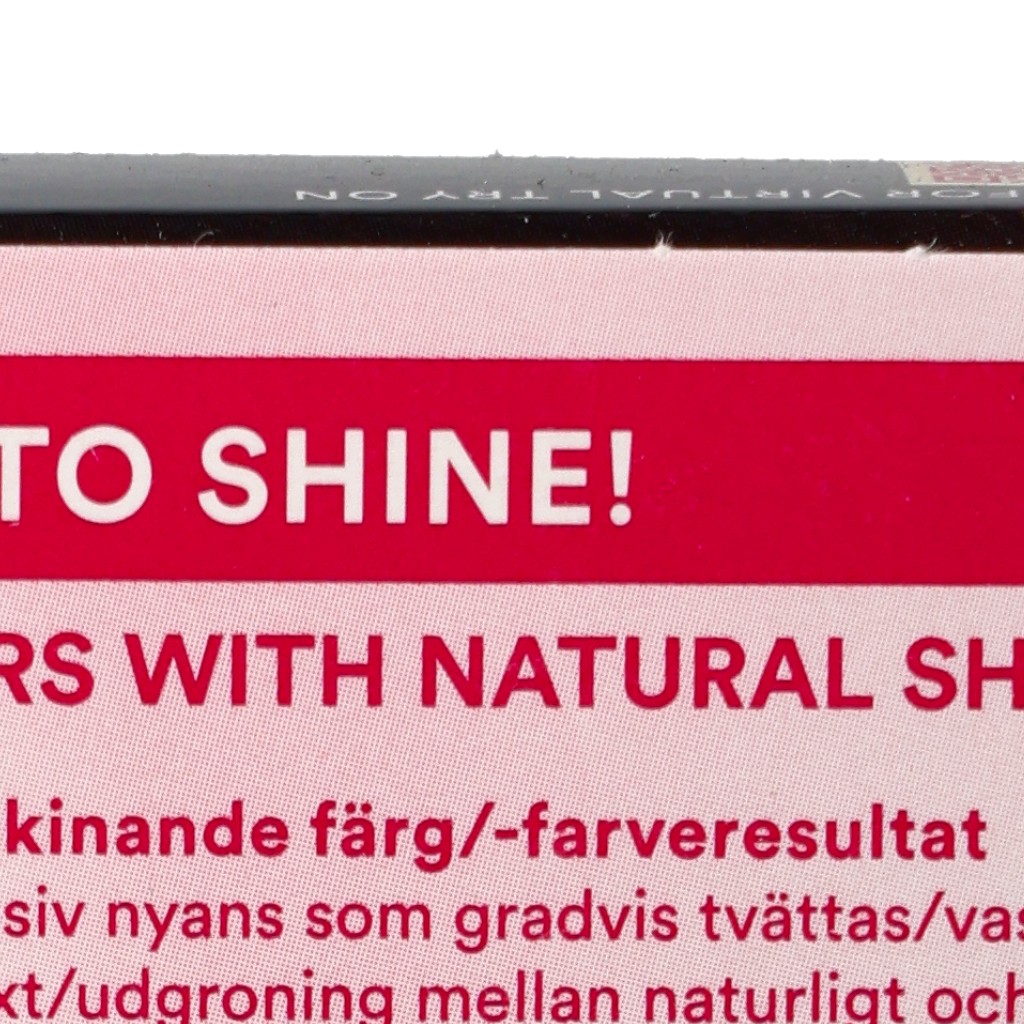 FOR VIRTUAL TRY ON
TO SHINE!
RS WITH NATURAL SH
kinande färg/-farveresultat
siv nyans som gradvis tvättas/vas
xt/udgroning mellan naturligt och